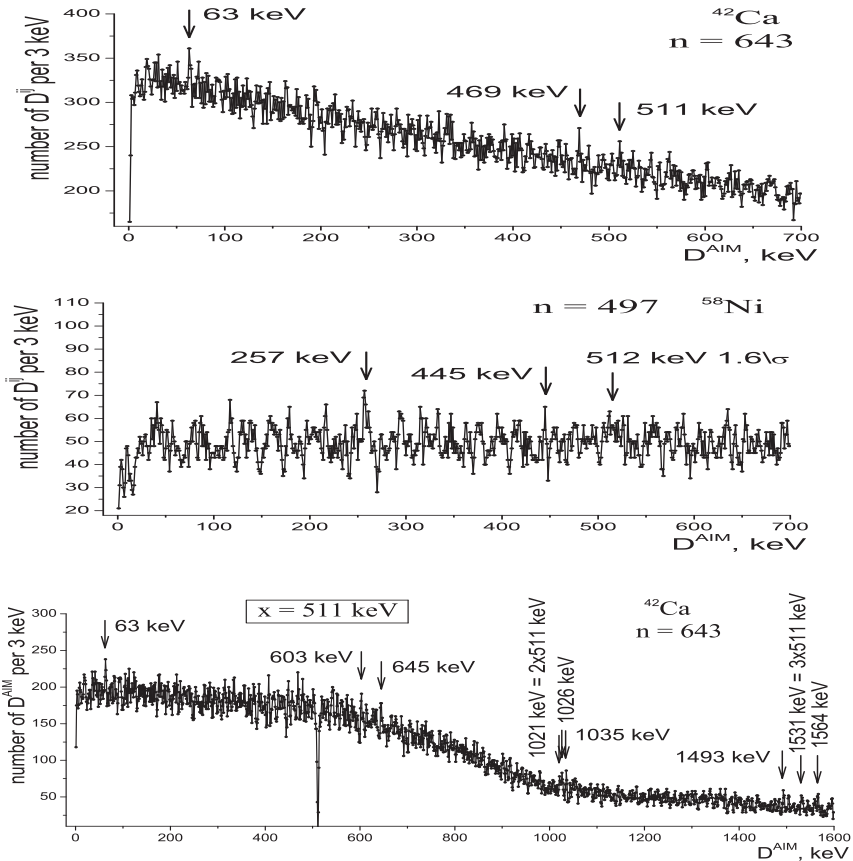 63 keV
⁴²Ca
n = 643
469 keV
511 keV
number of Dⁱʲ per 3 keV
400
350
300
250
200
0 100 200 300 400 500 600 700
Dᴬᴵᴹ, keV
n = 497 ⁵⁸Ni
257 keV
445 keV
512 keV 1.6\σ
number of Dⁱʲ per 3 keV
110
100
90
80
70
60
50
40
30
20
0 100 200 300 400 500 600 700
Dᴬᴵᴹ, keV
x = 511 keV
⁴²Ca
n = 643
63 keV
603 keV
645 keV
1021 keV = 2x511 keV
1026 keV
1035 keV
1493 keV
1531 keV = 3x511 keV
1564 keV
number of Dᴬᴵᴹ per 3 keV
300
250
200
150
100
50
0 200 400 600 800 1000 1200 1400 1600
Dᴬᴵᴹ, keV